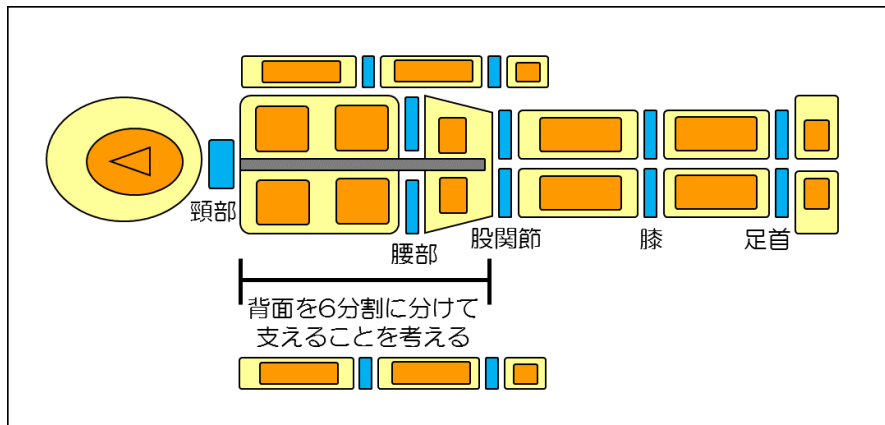 頸部
腰部
股関節
膝
足首
背面を6分割に分けて
支えることを考える